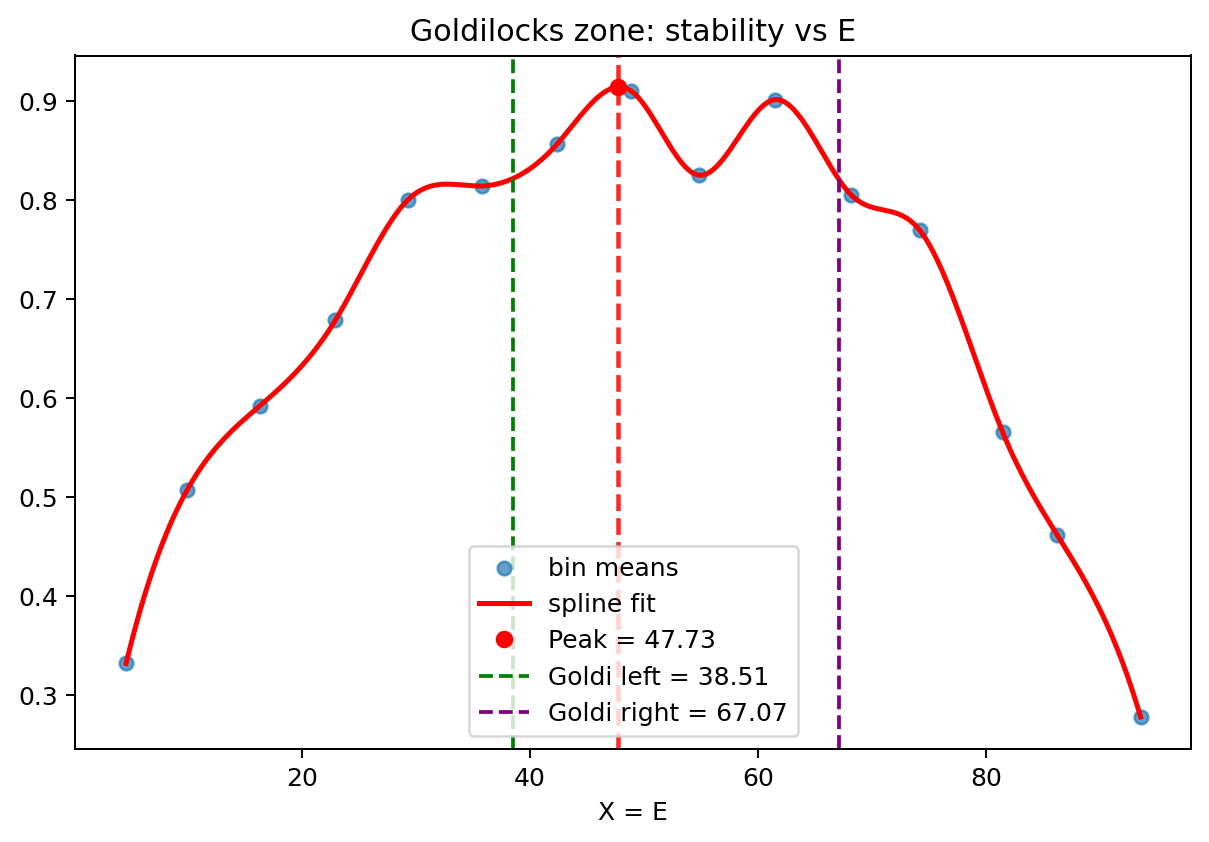 Goldilocks zone: stability vs E
0.9
0.8
0.7
0.6
0.5
0.4
0.3
bin means
spline fit
Peak = 47.73
Goldi left = 38.51
Goldi right = 67.07
20 40 60 80
X = E